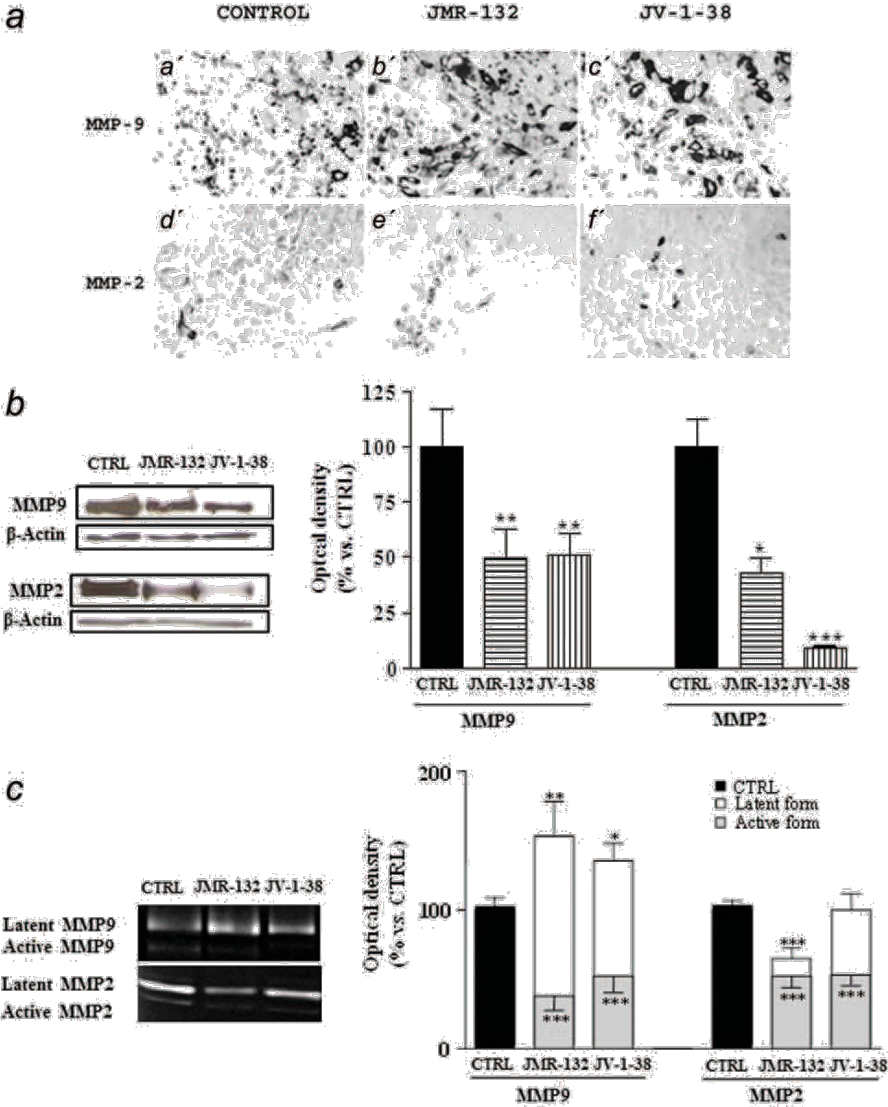 a
CONTROL JMR-132 JV-1-38
a´ b´ c´
MMP-9
d´ e´ f´
MMP-2
b
CTRL JMR-132 JV-1-38
MMP9
β-Actin
MMP2
β-Actin
Optcal density
(% vs. CTRL)
125
100
75
50
25
0
** ** * ***
CTRL JMR-132 JV-1-38 CTRL JMR-132 JV-1-38
MMP9 MMP2
c
CTRL JMR-132 JV-1-38
Latent MMP9
Active MMP9
Latent MMP2
Active MMP2
Optical density
(% vs. CTRL)
200
100
0
CTRL
Latent form
Active form
** * ***
*** *** *** ***
CTRL JMR-132 JV-1-38 CTRL JMR-132 JV-1-38
MMP9 MMP2